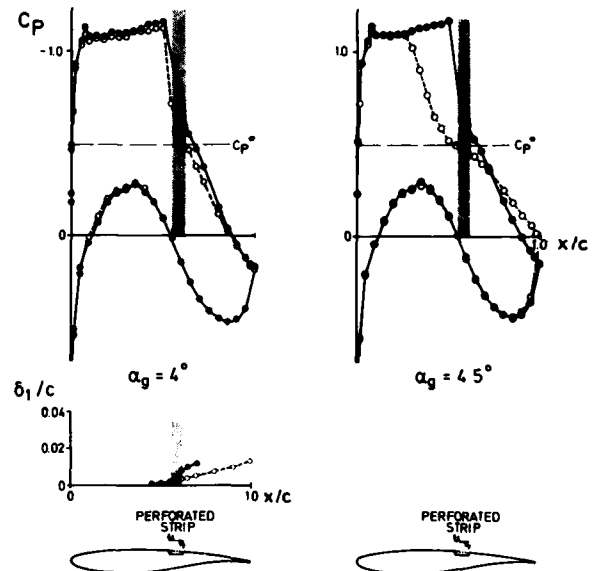 Cp
-1.0
1.0
Cp*
Cp*
0
0
1.0 x/c
αg = 4°
αg = 4 5°
δ1/c
0.04
0.02
0
0
1 0 x/c
PERFORATED
STRIP
PERFORATED
STRIP